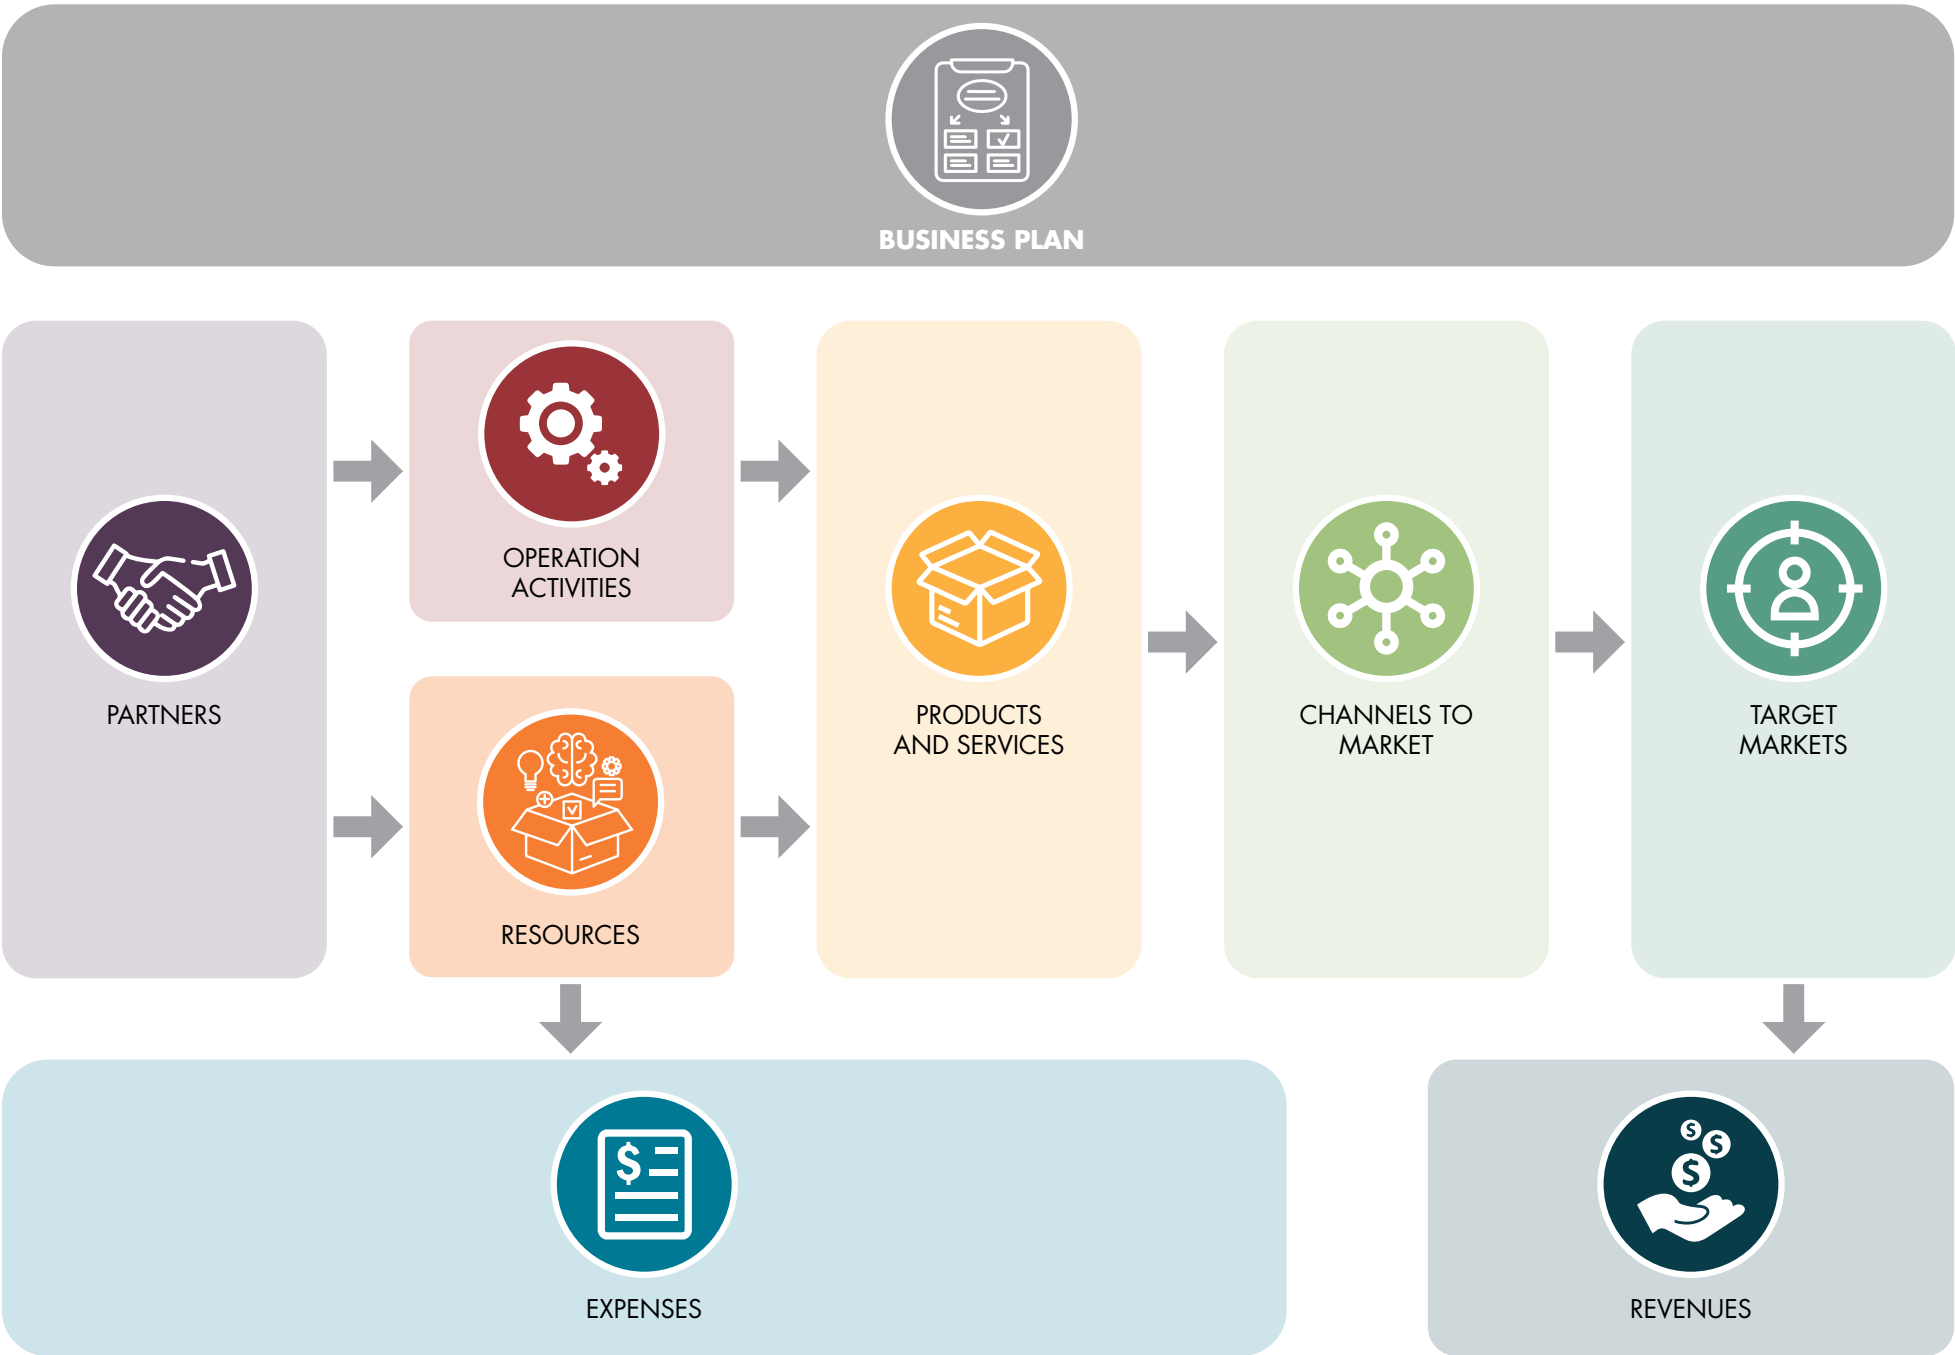 BUSINESS PLAN
PARTNERS
OPERATION
ACTIVITIES
RESOURCES
PRODUCTS
AND SERVICES
CHANNELS TO
MARKET
TARGET
MARKETS
$
EXPENSES
$
$
$
REVENUES